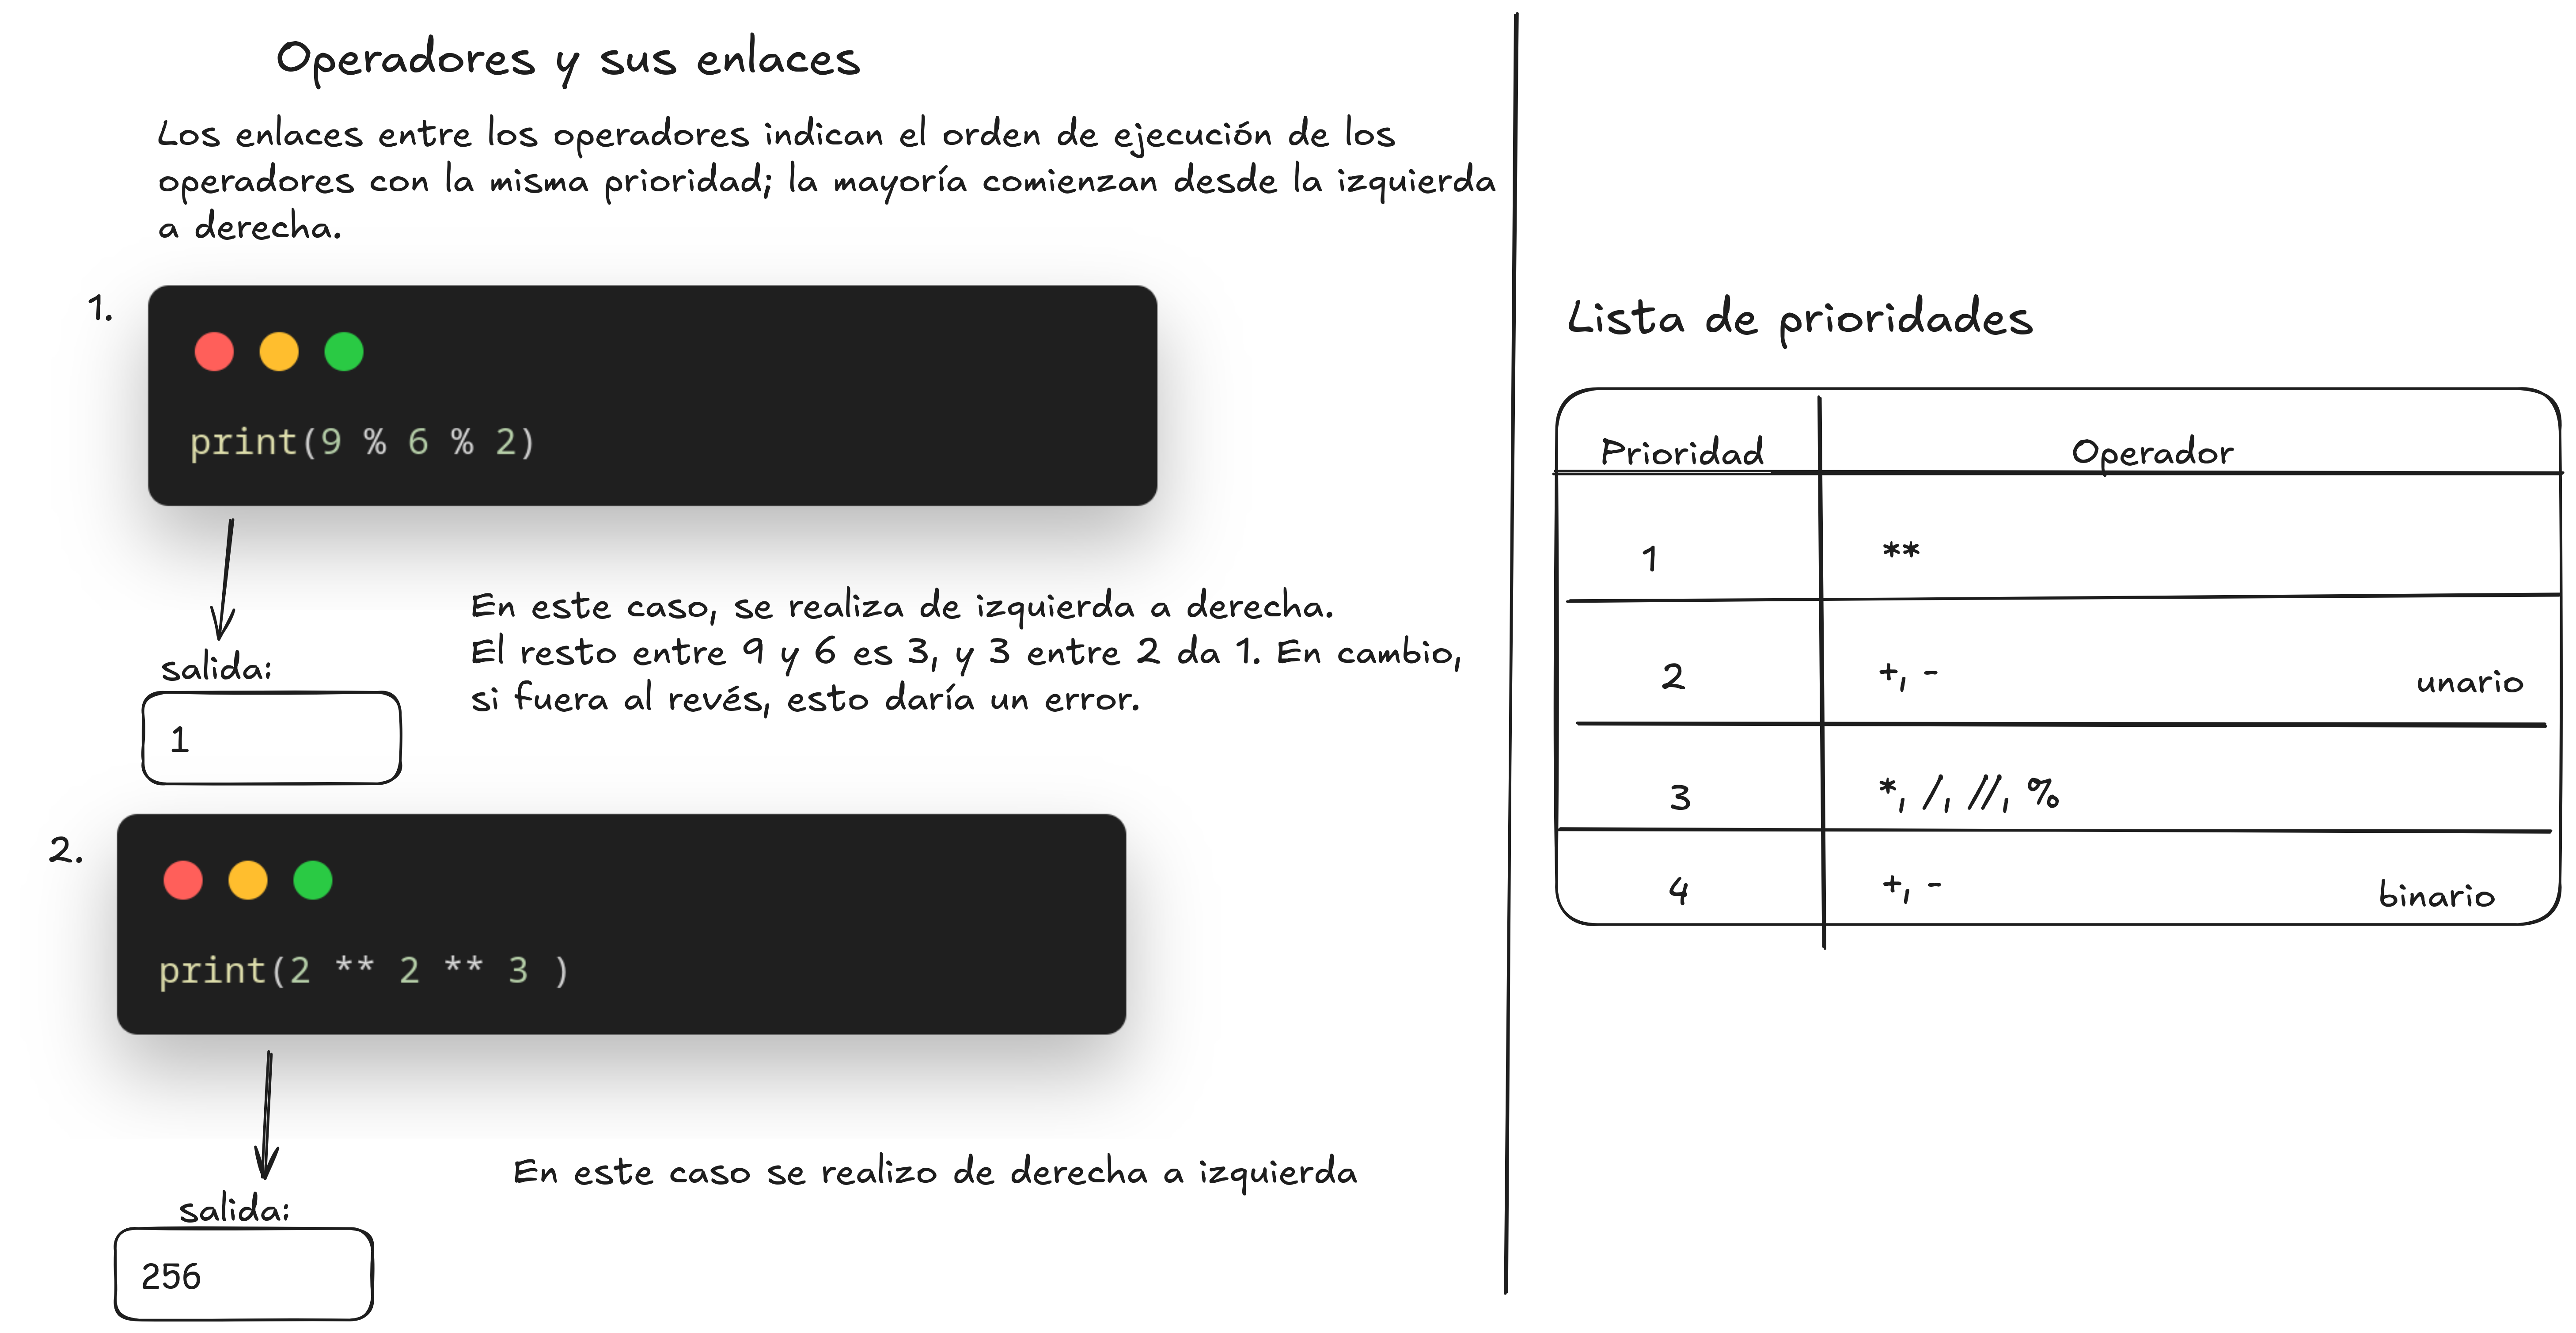 Operadores y sus enlaces
Los enlaces entre los operadores indican el orden de ejecución de los
operadores con la misma prioridad; la mayoría comienzan desde la izquierda
a derecha.
1.
print(9 % 6 % 2)
salida:
1
En este caso, se realiza de izquierda a derecha.
El resto entre 9 y 6 es 3, y 3 entre 2 da 1. En cambio,
si fuera al revés, esto daría un error.
2.
print(2 ** 2 ** 3 )
salida:
256
En este caso se realizo de derecha a izquierda
Lista de prioridades
Prioridad Operador
1 **
2 +, - unario
3 *, /, //, %
4 +, - binario